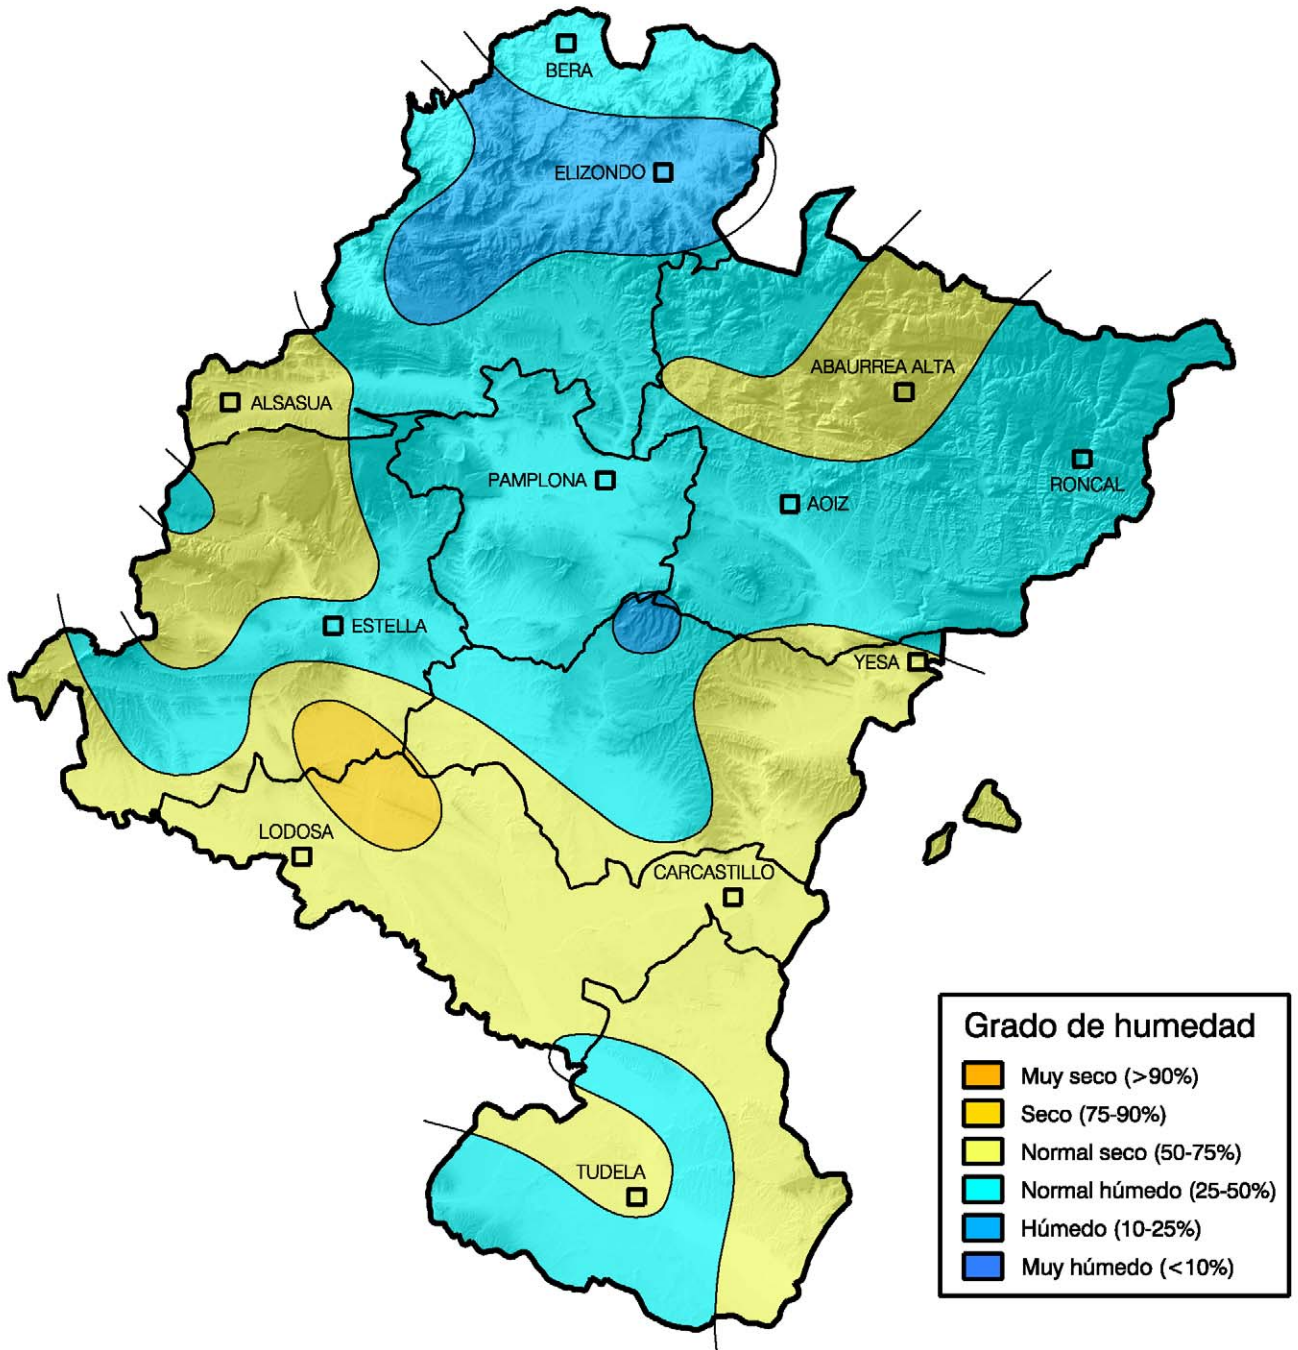 BERA
ELIZONDO
ABAURREA ALTA
ALSASUA
PAMPLONA
RONCAL
AOIZ
ESTELLA
YESA
LODOSA
CARCASTILLO
TUDELA
Grado de humedad
Muy seco (>90%)
Seco (75-90%)
Normal seco (50-75%)
Normal húmedo (25-50%)
Húmedo (10-25%)
Muy húmedo (<10%)